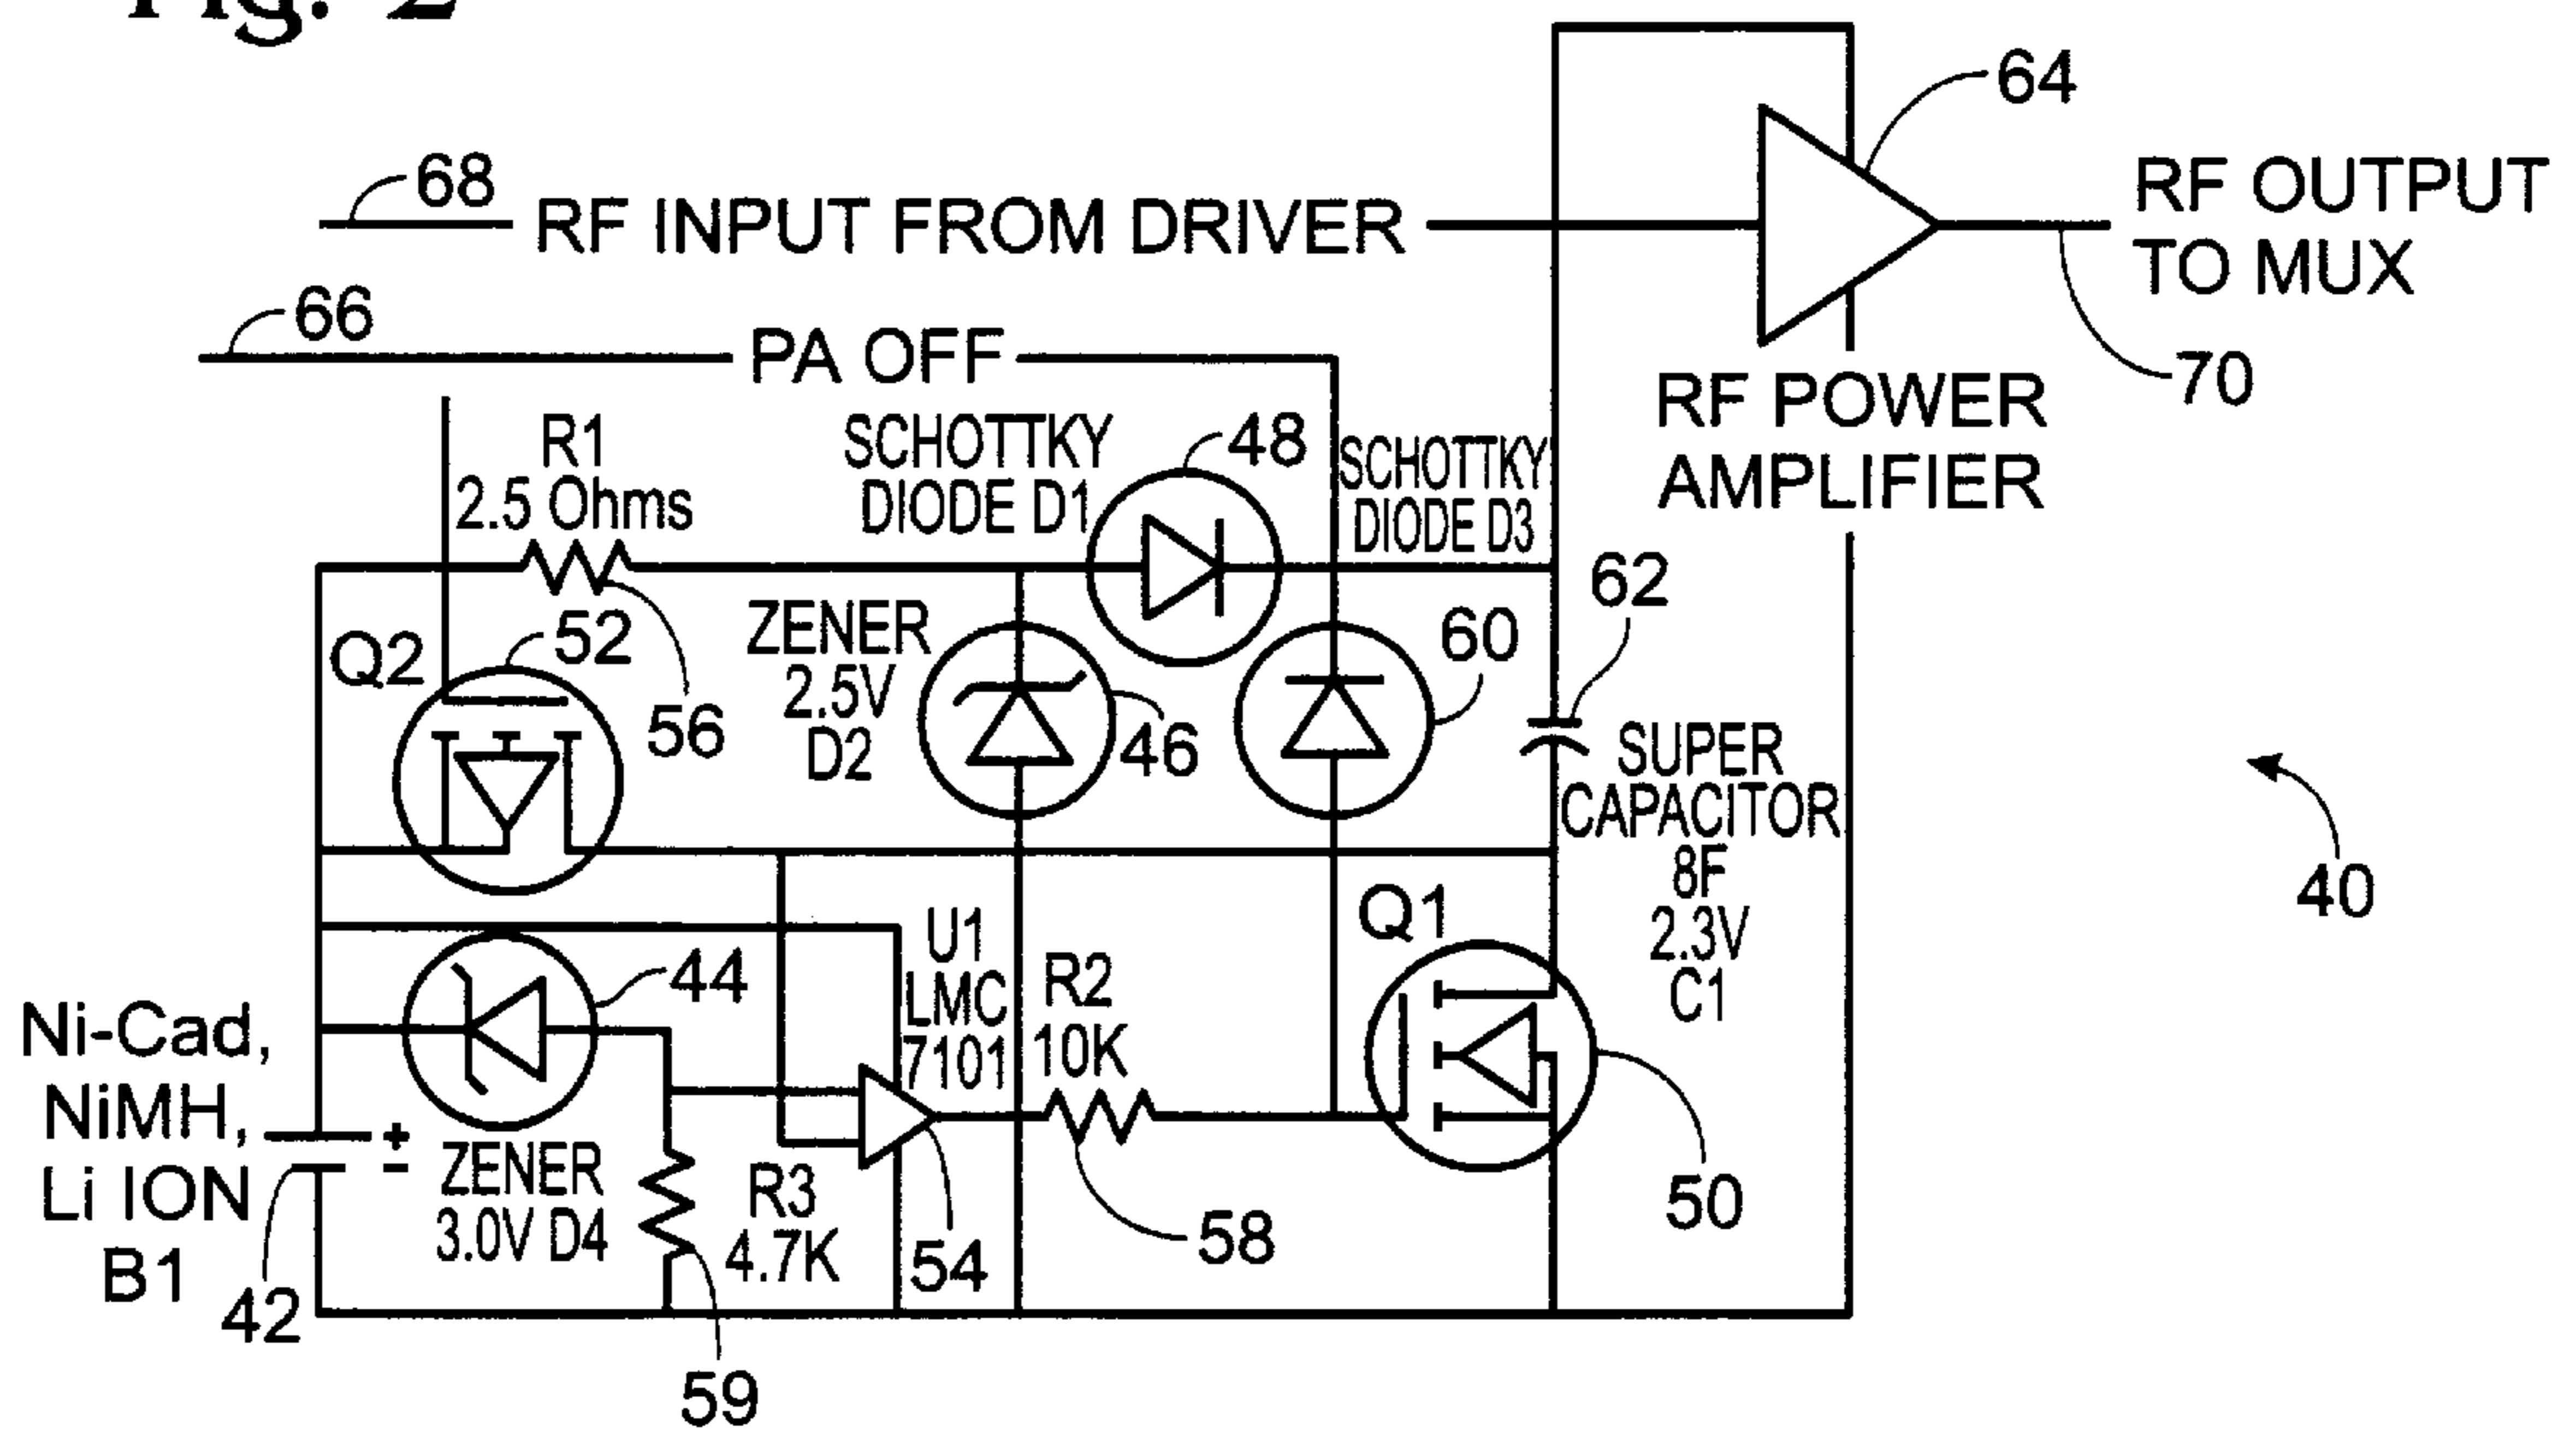 Fig. 2
64
68
RF INPUT FROM DRIVER
RF OUTPUT
TO MUX
66
PA OFF
70
RF POWER
AMPLIFIER
R1
2.5 Ohms
SCHOTTKY
DIODE D1
48
SCHOTTKY
DIODE D3
Q2
52
56
ZENER
2.5V
D2
46
60
62
SUPER
CAPACITOR
8F
2.3V
C1
40
Ni-Cad,
NiMH,
Li ION
B1
+
-
42
44
ZENER
3.0V D4
R3
4.7K
59
U1
LMC
7101
54
R2
10K
58
Q1
50